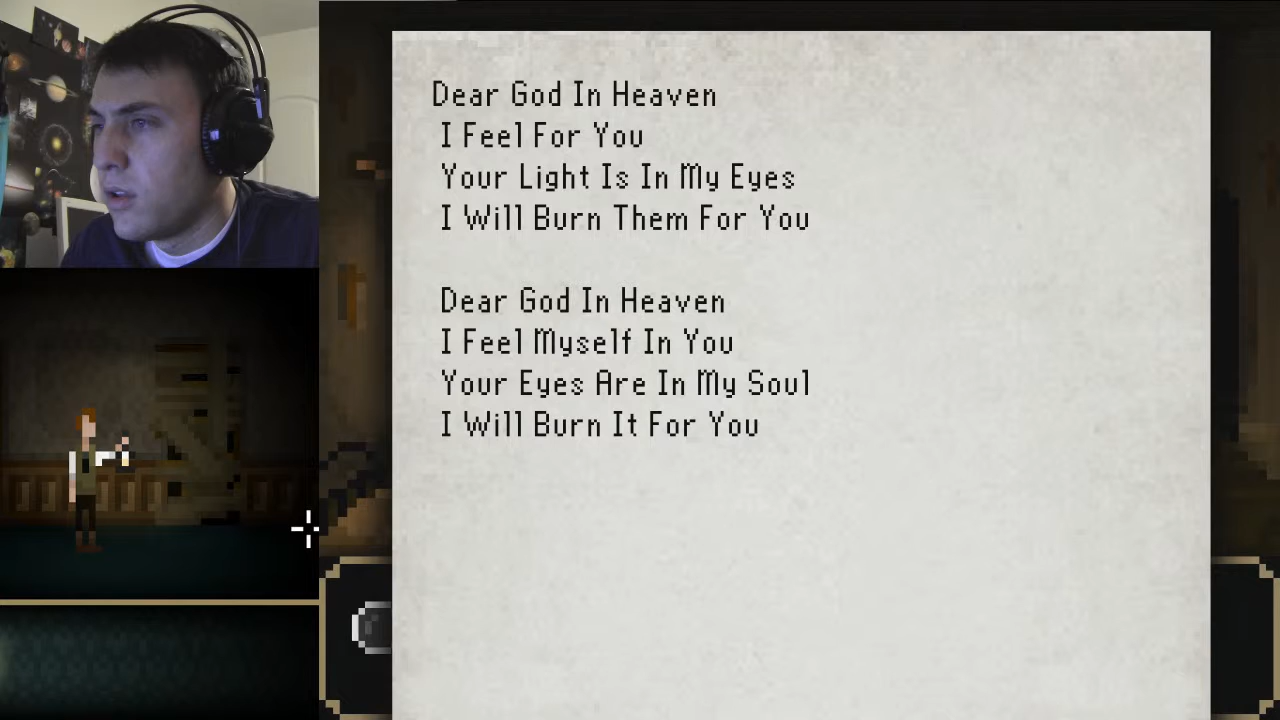 Dear God In Heaven
I Feel For You
Your Light Is In My Eyes
I Will Burn Them For You
Dear God In Heaven
I Feel Myself In You
Your Eyes Are In My Soul
I Will Burn It For You